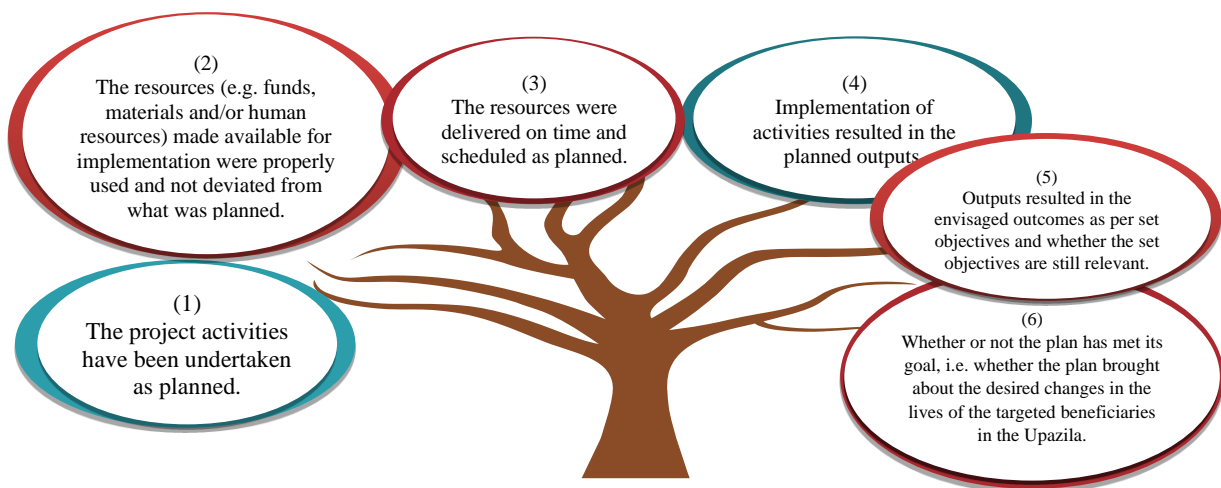 (1)
The project activities
have been undertaken
as planned.
(2)
The resources (e.g. funds,
materials and/or human
resources) made available for
implementation were properly
used and not deviated from
what was planned.
(3)
The resources were
delivered on time and
scheduled as planned.
(4)
Implementation of
activities resulted in the
planned outputs.
(5)
Outputs resulted in the
envisaged outcomes as per set
objectives and whether the set
objectives are still relevant.
(6)
Whether or not the plan has met its
goal, i.e. whether the plan brought
about the desired changes in the
lives of the targeted beneficiaries
in the Upazila.